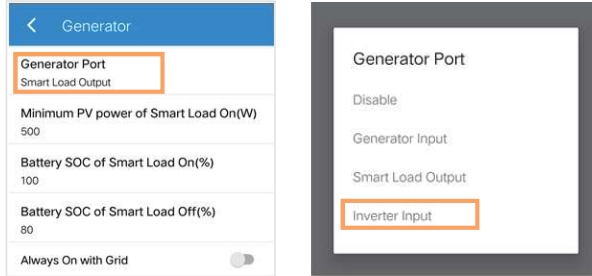 Generator
Generator Port
Smart Load Output
Minimum PV power of Smart Load On(W)
500
Battery SOC of Smart Load On(%)
100
Battery SOC of Smart Load Off(%)
80
Always On with Grid
Generator Port
Disable
Generator Input
Smart Load Output
Inverter Input